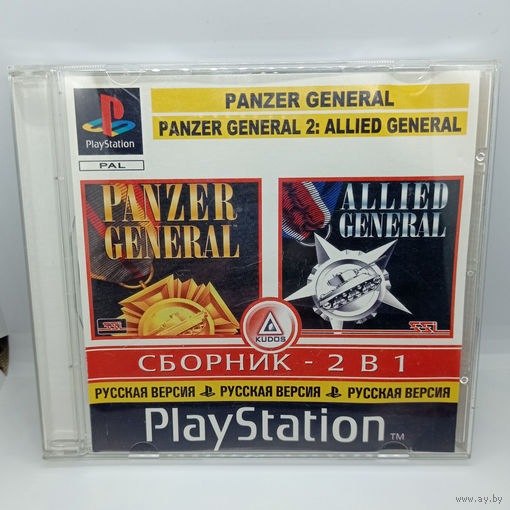 PlayStation
PAL
PANZER GENERAL
PANZER GENERAL 2: ALLIED GENERAL
PANZER
GENERAL
SSI
ALLIED
GENERAL
SSI
KUDOS
СБОРНИК - 2 В 1
РУССКАЯ ВЕРСИЯ РУССКАЯ ВЕРСИЯ РУССКАЯ ВЕРСИЯ
PlayStation TM
www.ay.by